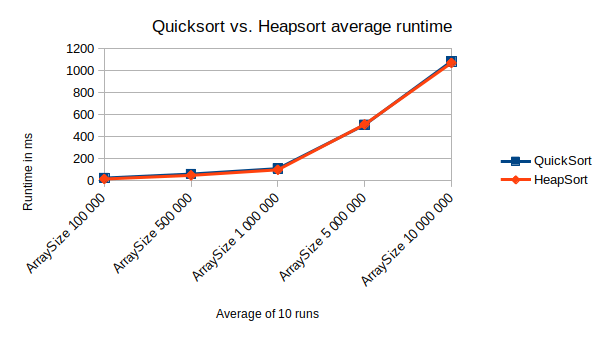 Quicksort vs. Heapsort average runtime
1200
1000
800
600
400
200
0
Runtime in ms
ArraySize 100 000
ArraySize 500 000
ArraySize 1 000 000
ArraySize 5 000 000
ArraySize 10 000 000
Average of 10 runs
QuickSort
HeapSort